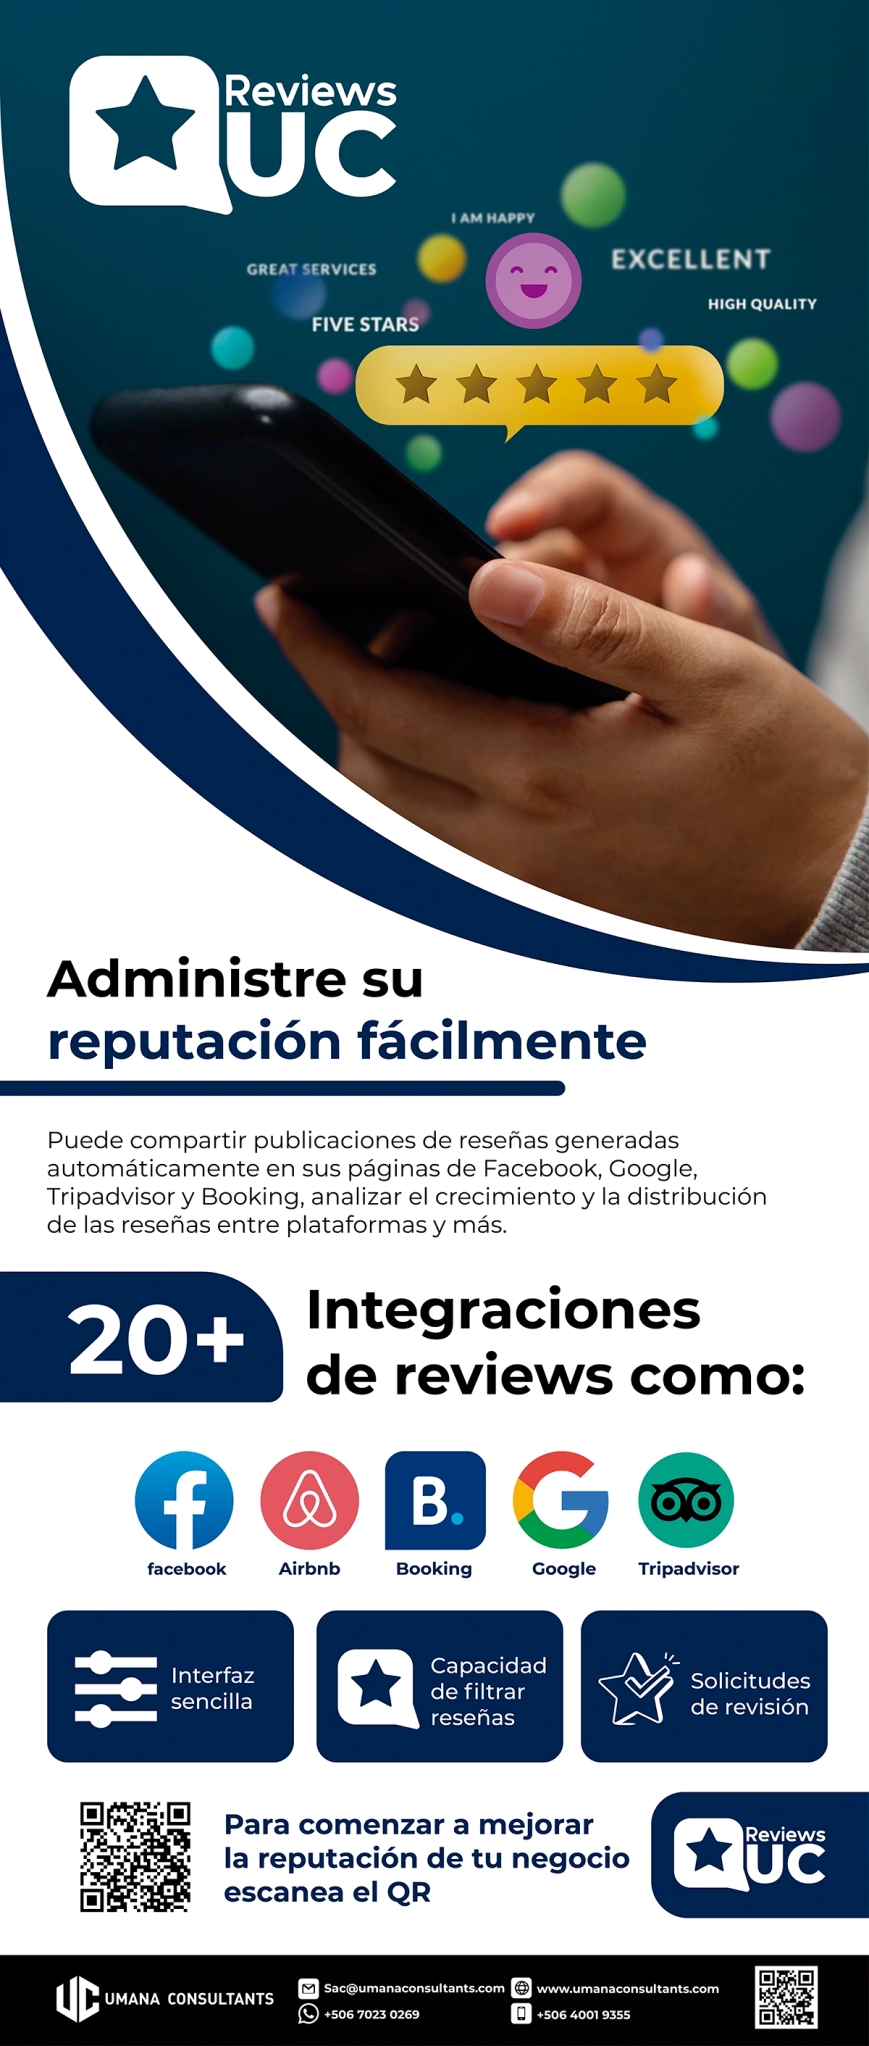 Reviews
UC
I AM HAPPY
EXCELLENT
GREAT SERVICES
HIGH QUALITY
FIVE STARS
Administre su
reputación fácilmente
Puede compartir publicaciones de reseñas generadas
automáticamente en sus páginas de Facebook, Google,
Tripadvisor y Booking, analizar el crecimiento y la distribución
de las reseñas entre plataformas y más.
20+
Integraciones
de reviews como:
B.
facebook
Airbnb
Booking
Google
Tripadvisor
Interfaz
sencilla
Capacidad
de filtrar
reseñas
Solicitudes
de revisión
Para comenzar a mejorar
la reputación de tu negocio
escanea el QR
Reviews
UC
UC UMANA CONSULTANTS
Sac@umanaconsultants.com
www.umanaconsultants.com
+506 7023 0269
+506 4001 9355